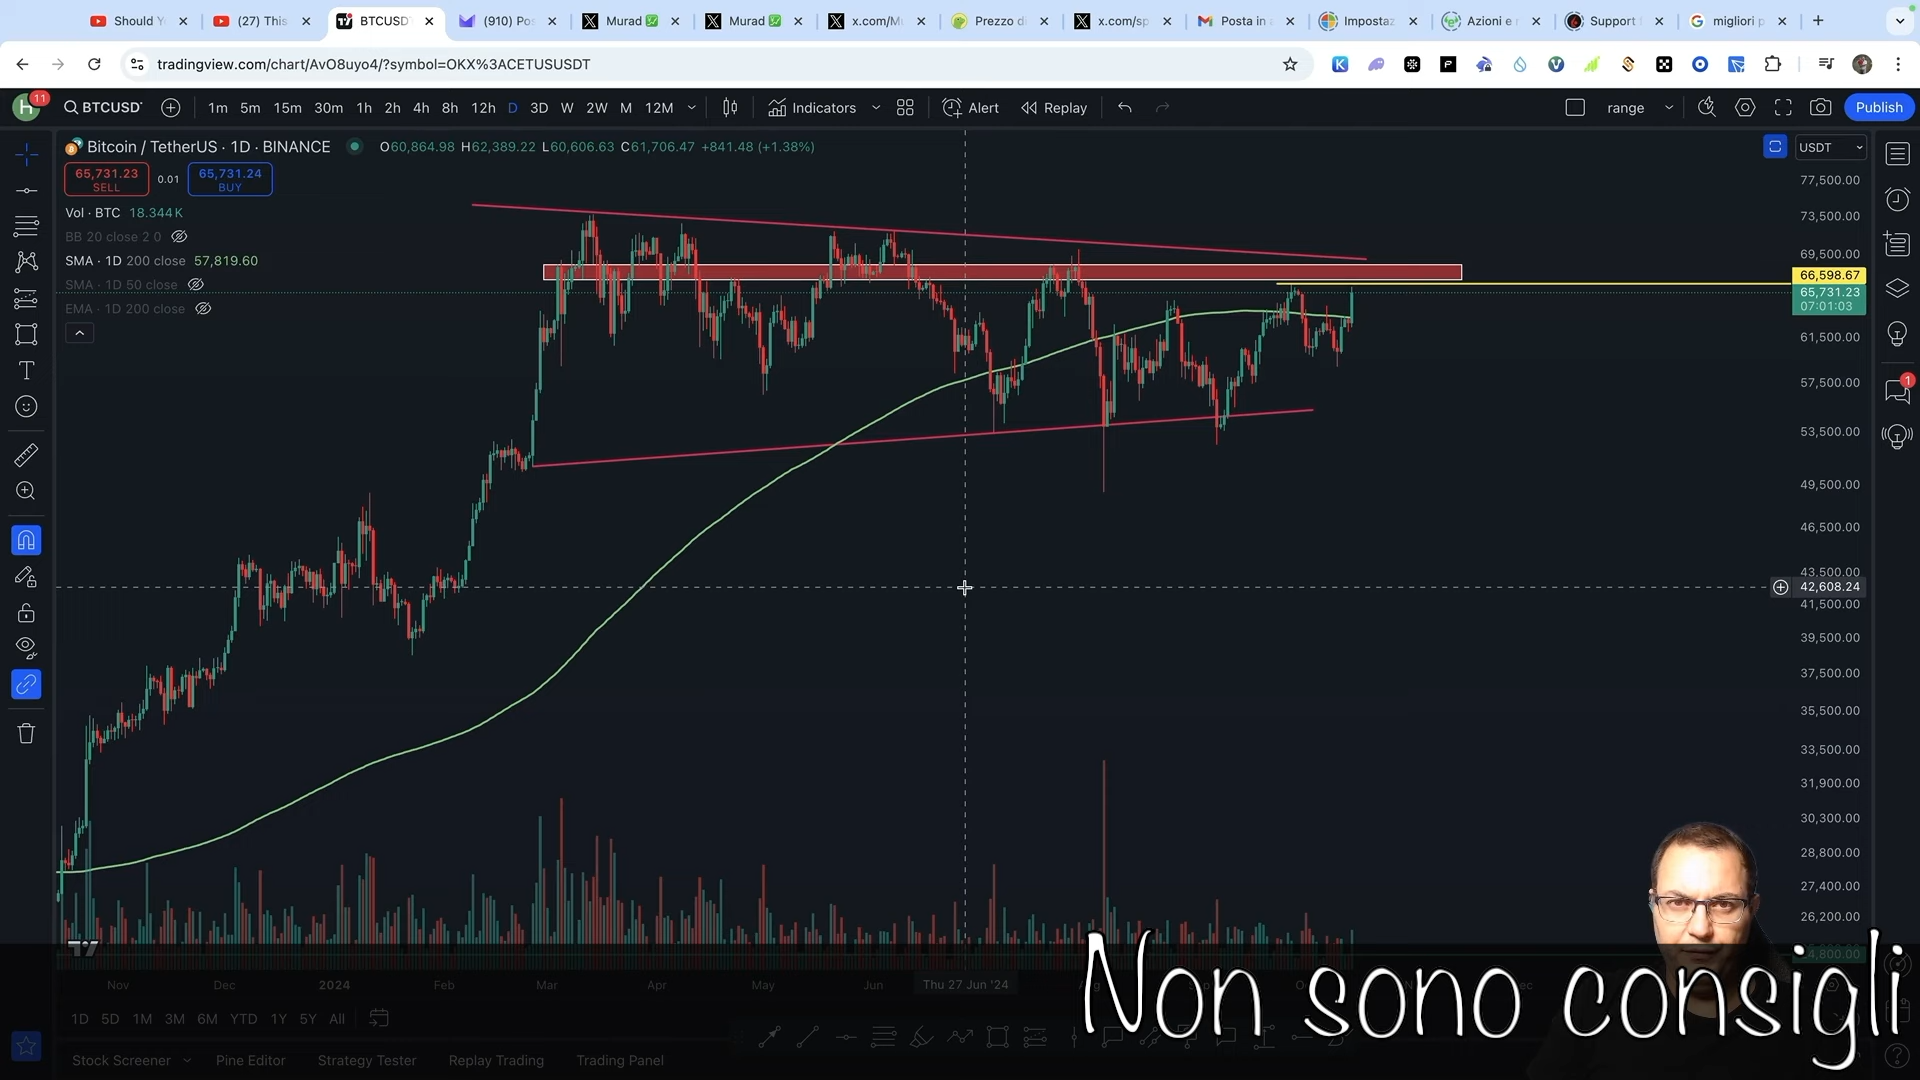 Should Y
(27) This
BTCUSD
(910) Pos
Murad
Murad
x.com/Mu
Prezzo di
x.com/sp
Posta in a
Impostaz
Azioni e r
Support
migliori p
tradingview.com/chart/AvO8uyo4/?symbol=OKX%3ACETUSUSDT
H 11
BTCUSD
1m 5m 15m 30m 1h 2h 4h 8h 12h D 3D W 2W M 12M
Indicators
Alert
Replay
range
Publish
Bitcoin / TetherUS · 1D · BINANCE
O60,864.98 H62,389.22 L60,606.63 C61,706.47 +841.48 (+1.38%)
USDT
65,731.23
SELL
0.01
65,731.24
BUY
Vol · BTC 18.344K
BB 20 close 2 0
SMA · 1D 200 close 57,819.60
SMA · 1D 50 close
EMA · 1D 200 close
77,500.00
73,500.00
69,500.00
66,598.67
65,731.23
07:01:03
61,500.00
57,500.00
53,500.00
49,500.00
46,500.00
43,500.00
42,608.24
41,500.00
39,500.00
37,500.00
35,500.00
33,500.00
31,900.00
30,300.00
28,800.00
27,400.00
26,200.00
1
Nov Dec 2024 Feb Mar Apr May Jun Thu 27 Jun '24
Non sono consigli
1D 5D 1M 3M 6M YTD 1Y 5Y All
Stock Screener
Pine Editor
Strategy Tester
Replay Trading
Trading Panel